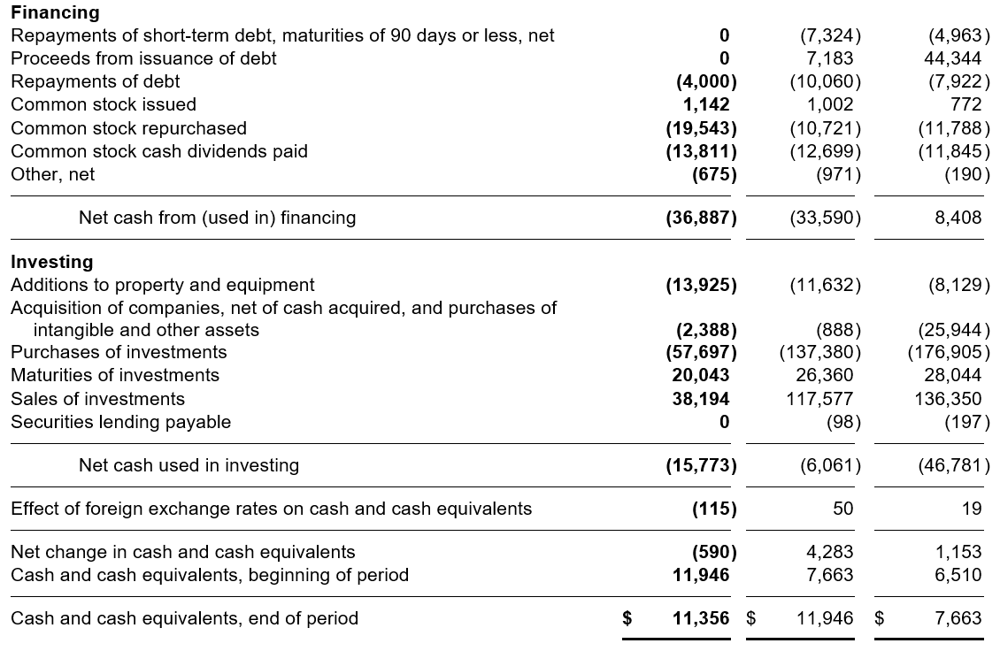 Financing
Repayments of short-term debt, maturities of 90 days or less, net 0 (7,324) (4,963)
Proceeds from issuance of debt 0 7,183 44,344
Repayments of debt (4,000) (10,060) (7,922)
Common stock issued 1,142 1,002 772
Common stock repurchased (19,543) (10,721) (11,788)
Common stock cash dividends paid (13,811) (12,699) (11,845)
Other, net (675) (971) (190)
Net cash from (used in) financing (36,887) (33,590) 8,408
Investing
Additions to property and equipment (13,925) (11,632) (8,129)
Acquisition of companies, net of cash acquired, and purchases of
intangible and other assets (2,388) (888) (25,944)
Purchases of investments (57,697) (137,380) (176,905)
Maturities of investments 20,043 26,360 28,044
Sales of investments 38,194 117,577 136,350
Securities lending payable 0 (98) (197)
Net cash used in investing (15,773) (6,061) (46,781)
Effect of foreign exchange rates on cash and cash equivalents (115) 50 19
Net change in cash and cash equivalents (590) 4,283 1,153
Cash and cash equivalents, beginning of period 11,946 7,663 6,510
Cash and cash equivalents, end of period $ 11,356 $ 11,946 $ 7,663